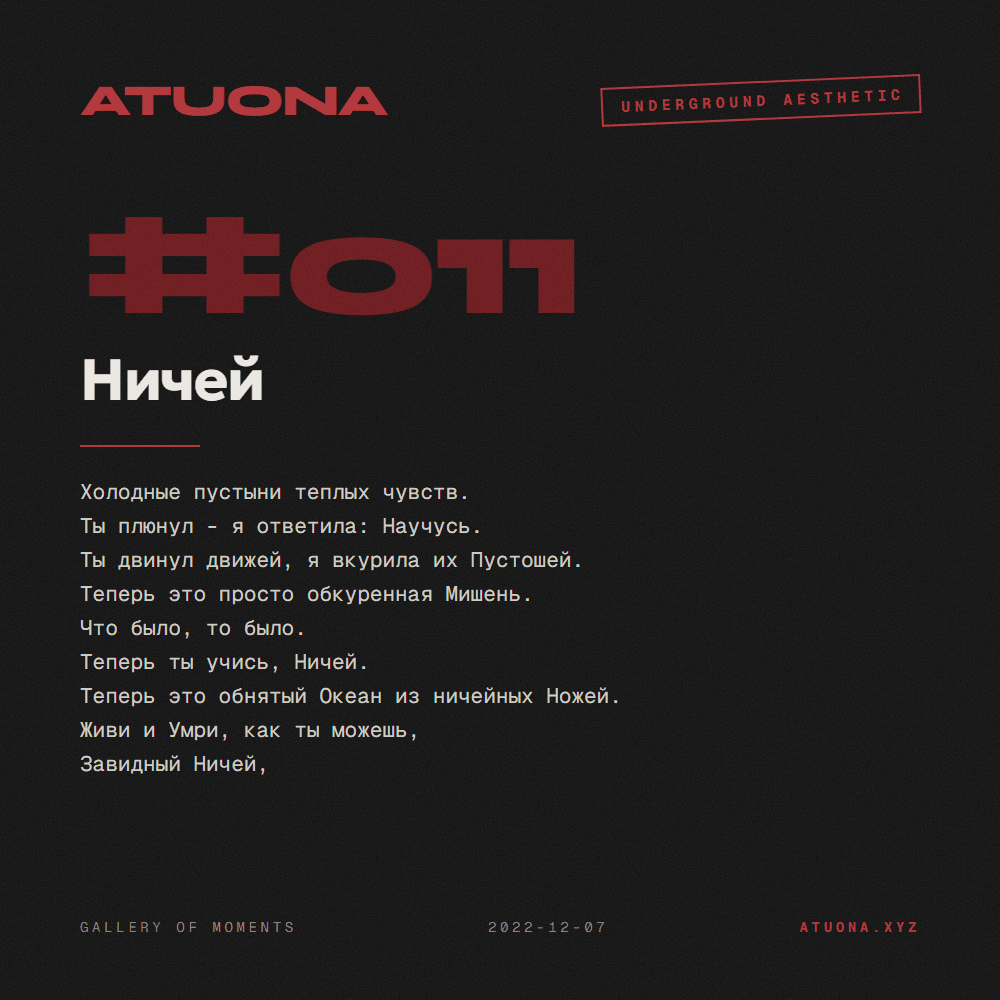 ATUONA
UNDERGROUND AESTHETIC
#011
Ничей
Холодные пустыни теплых чувств.
Ты плюнул - я ответила: Научусь.
Ты двинул движей, я вкурила их Пустошей.
Теперь это просто обкуренная Мишень.
Что было, то было.
Теперь ты учись, Ничей.
Теперь это обнятый Океан из ничейных Ножей.
Живи и Умри, как ты можешь,
Завидный Ничей,
GALLERY OF MOMENTS
2022-12-07
ATUONA.XYZ